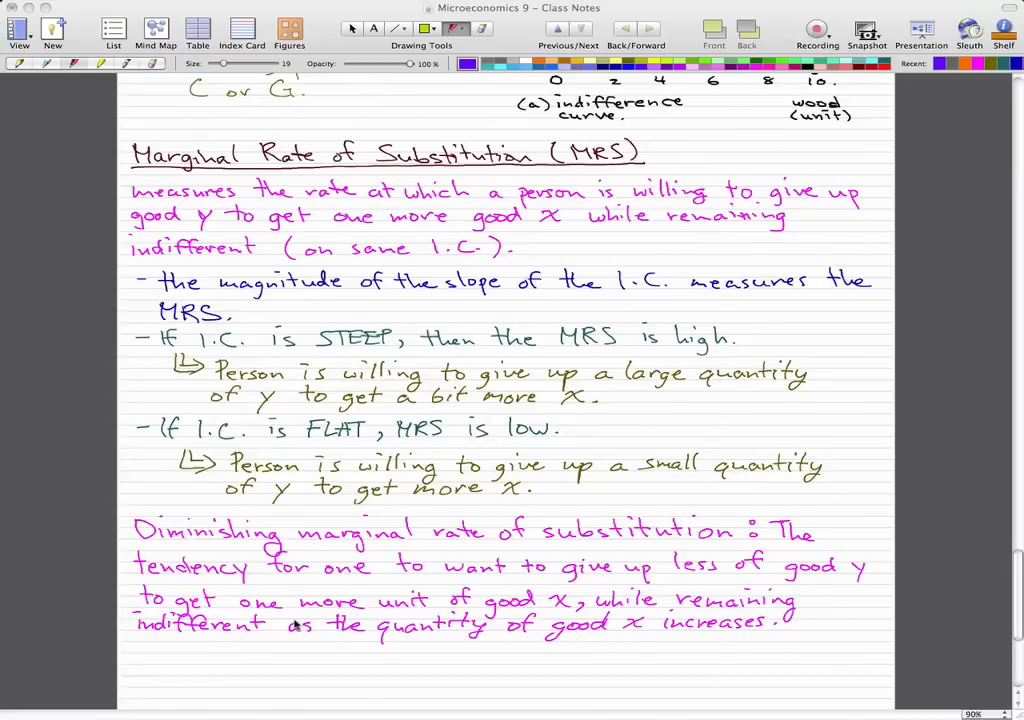 Microeconomics 9 - Class Notes
View New List Mind Map Table Index Card Figures Drawing Tools Previous/Next Back/Forward Front Back Recording Snapshot Presentation Sleuth Shelf
Size: 19 Opacity: 100 % Recent:
C or G.
0 2 4 6 8 10.
(a) indifference curve.
wood (unit)
Marginal Rate of Substitution (MRS)
measures the rate at which a person is willing to give up
good y to get one more good x while remaining
indifferent (on same I.C.).
- the magnitude of the slope of the I.C. measures the
MRS.
- If I.C. is STEEP, then the MRS is high.
Person is willing to give up a large quantity
of y to get a bit more x.
- If I.C. is FLAT, MRS is low.
Person is willing to give up a small quantity
of y to get more x.
Diminishing marginal rate of substitution: The
tendency for one to want to give up less of good y
to get one more unit of good x, while remaining
indifferent as the quantity of good x increases.
90%